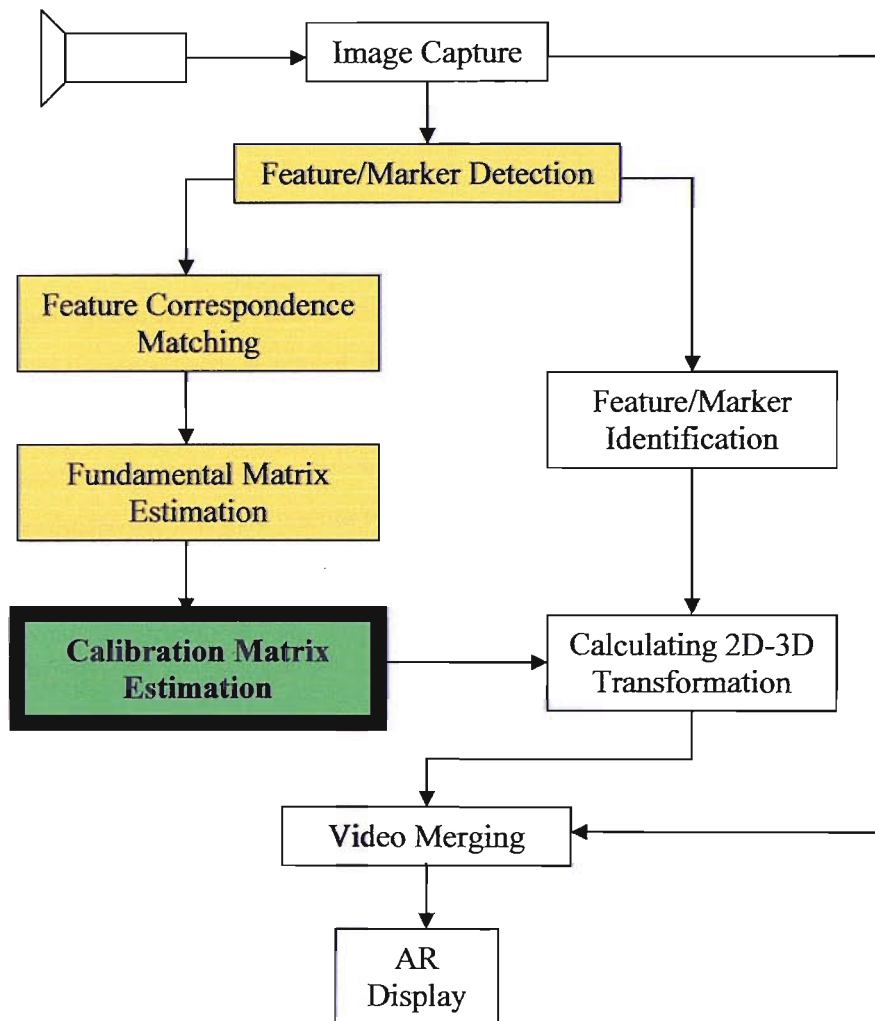 Image Capture
Feature/Marker Detection
Feature Correspondence
Matching
Feature/Marker
Identification
Fundamental Matrix
Estimation
Calibration Matrix
Estimation
Calculating 2D-3D
Transformation
Video Merging
AR
Display